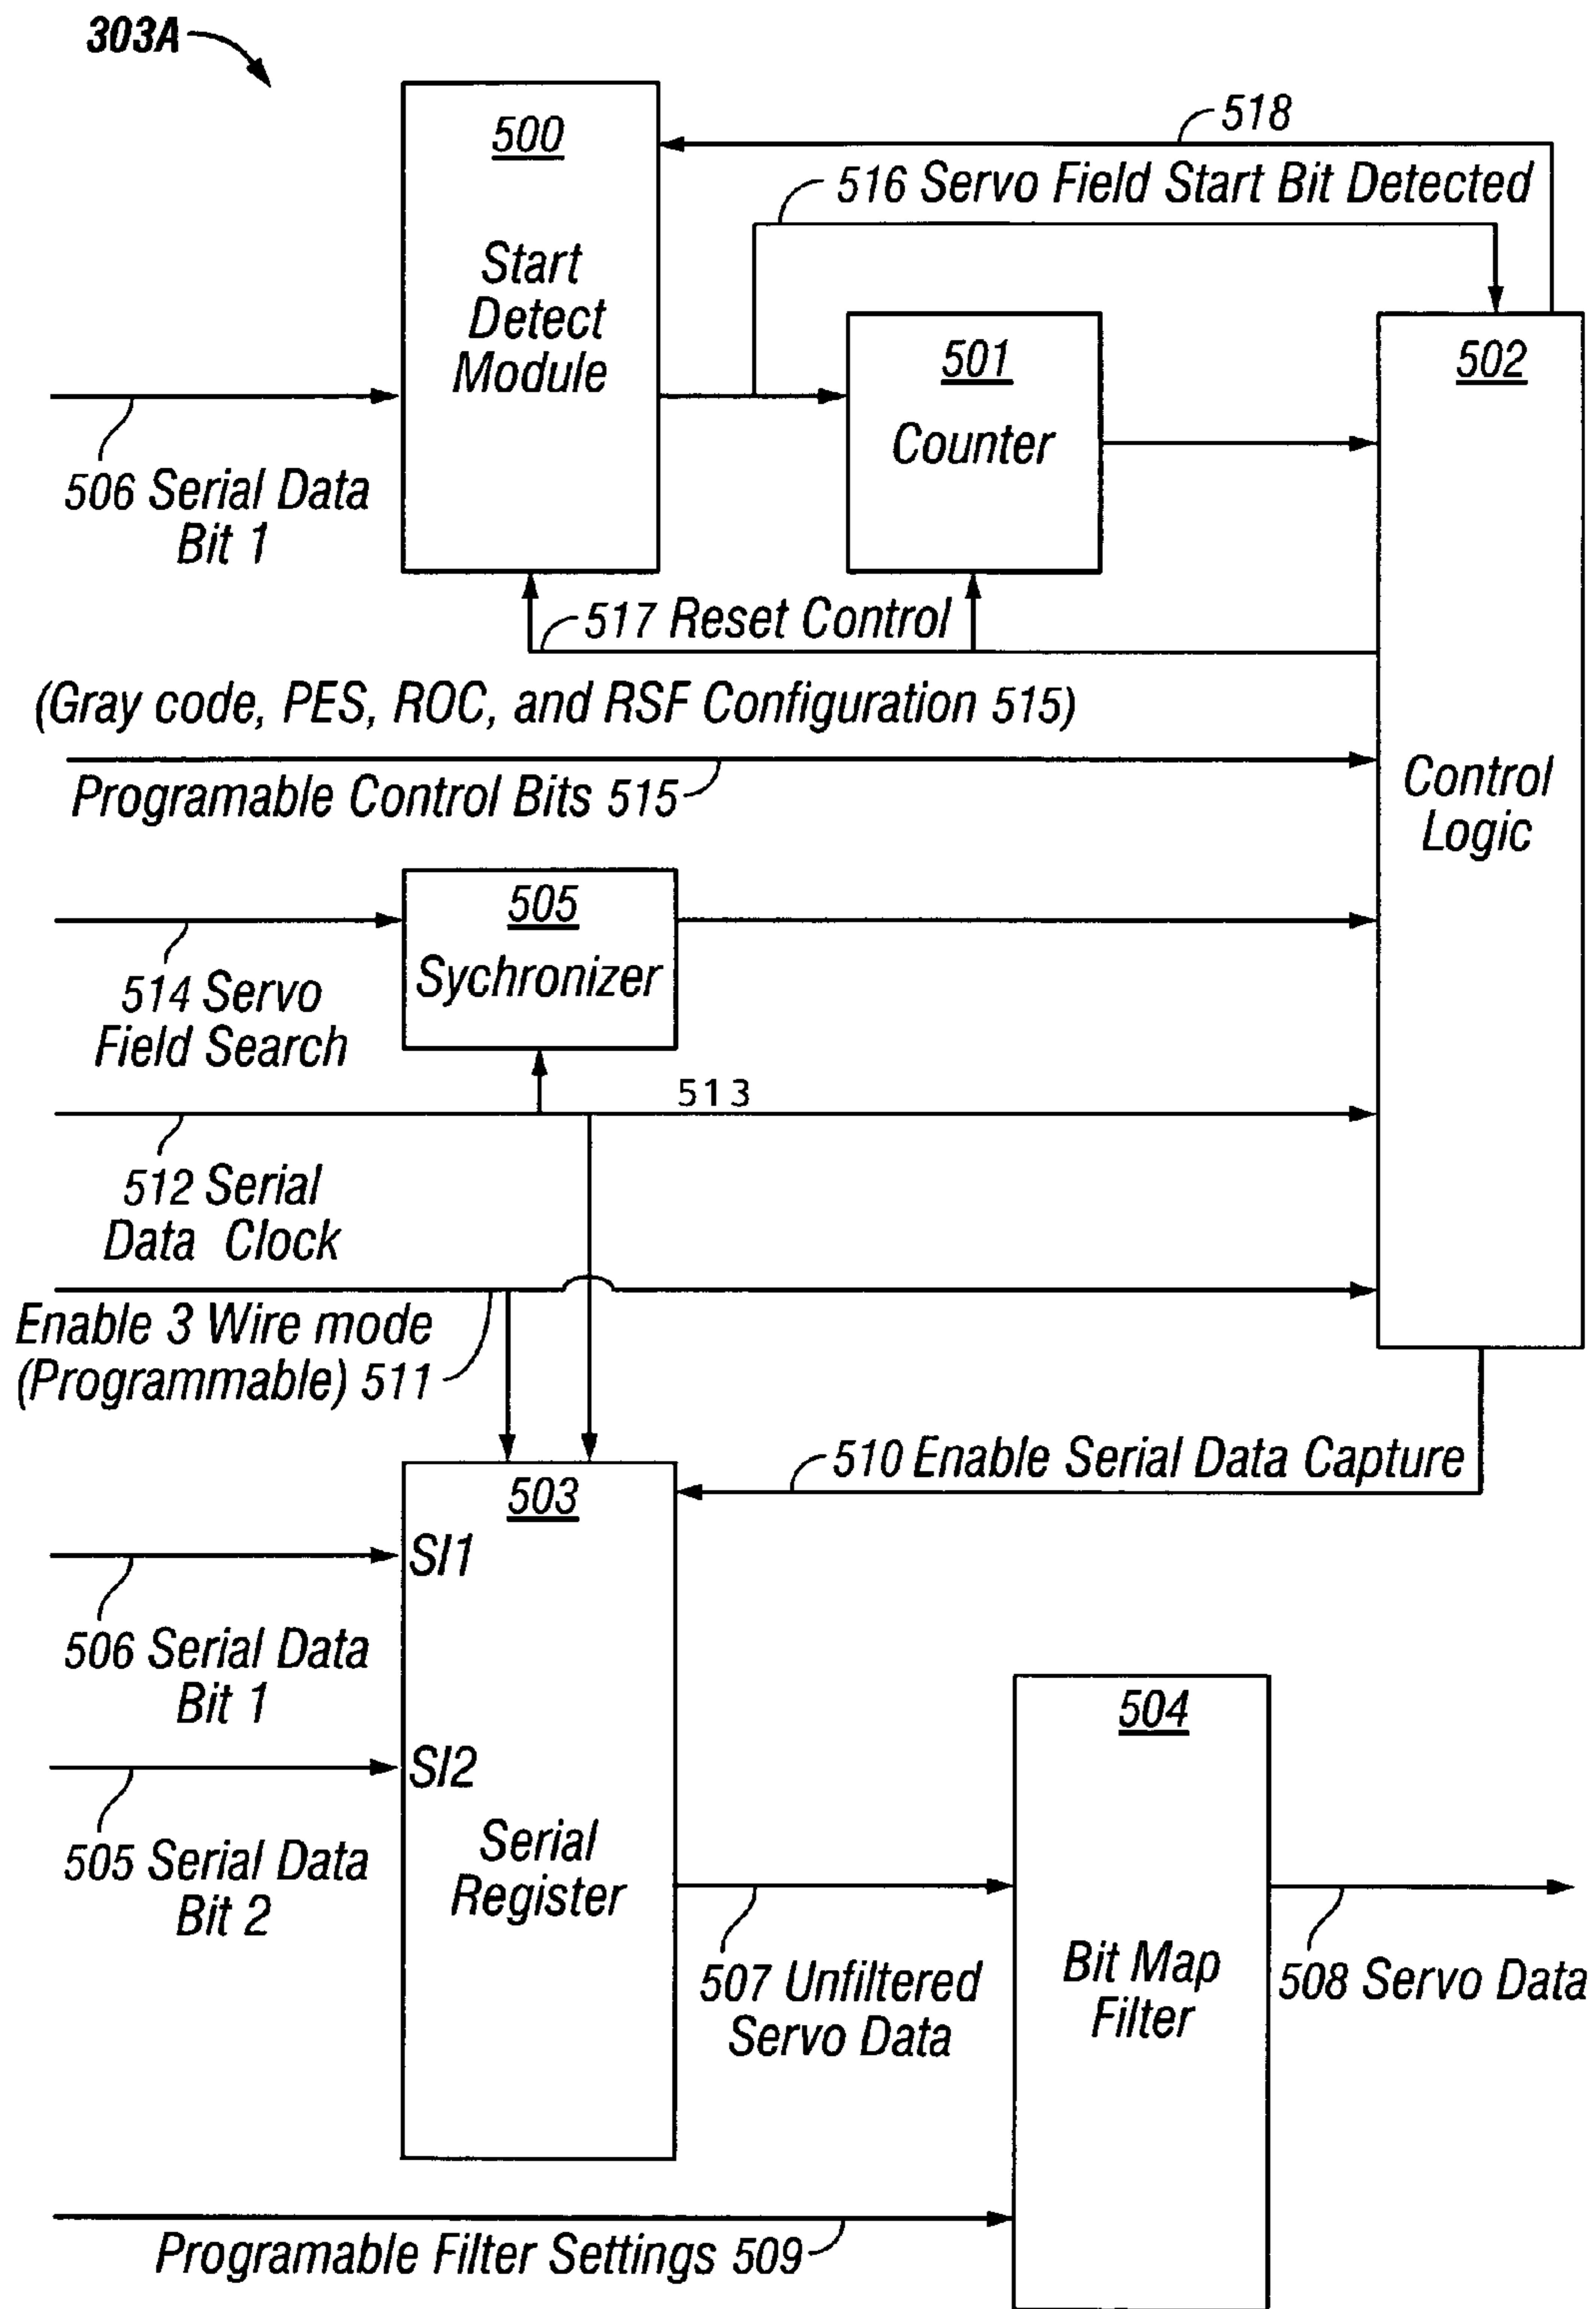 303A
500
Start
Detect
Module
518
516 Servo Field Start Bit Detected
501
Counter
502
Control
Logic
506 Serial Data
Bit 1
517 Reset Control
(Gray code, PES, ROC, and RSF Configuration 515)
Programable Control Bits 515
505
Sychronizer
514 Servo
Field Search
513
512 Serial
Data Clock
Enable 3 Wire mode
(Programmable) 511
510 Enable Serial Data Capture
503
SI1
506 Serial Data
Bit 1
SI2
505 Serial Data
Bit 2
Serial
Register
504
Bit Map
Filter
507 Unfiltered
Servo Data
508 Servo Data
Programable Filter Settings 509